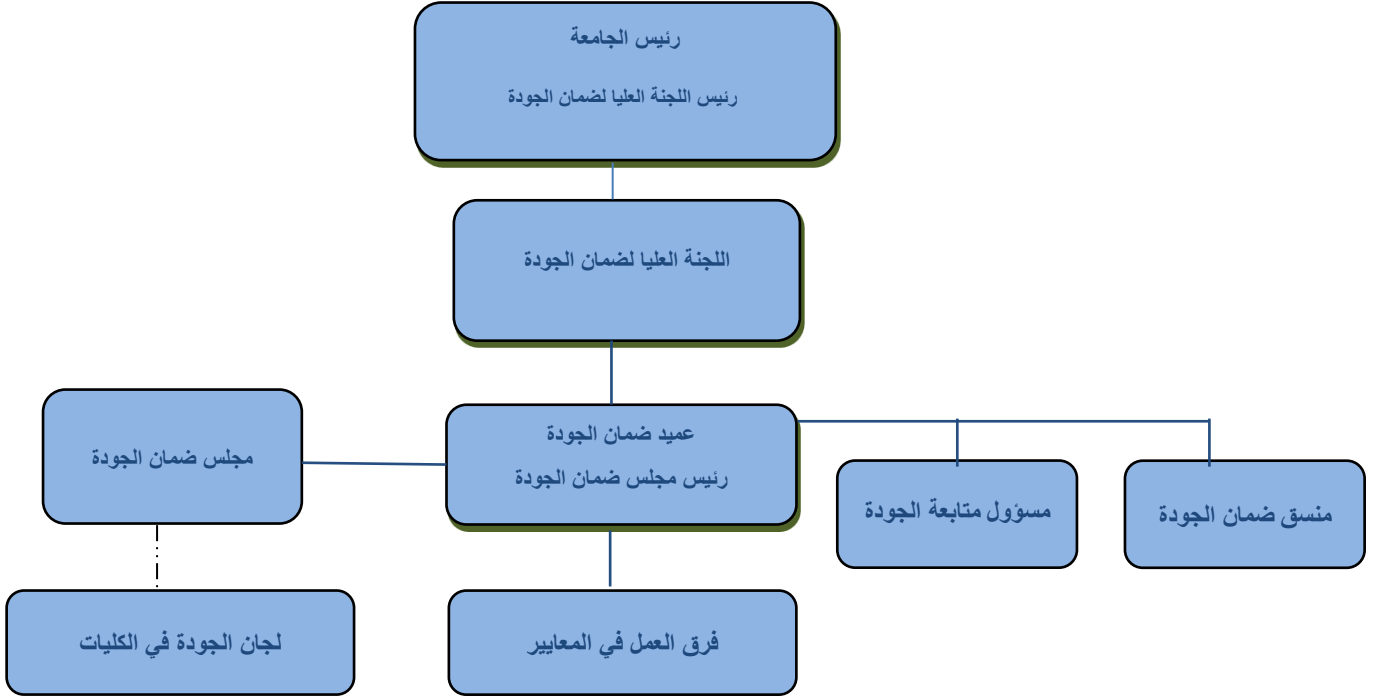 رئيس الجامعة
رئيس اللجنة العليا لضمان الجودة
اللجنة العليا لضمان الجودة
عميد ضمان الجودة
رئيس مجلس ضمان الجودة
مجلس ضمان الجودة
مسؤول متابعة الجودة
منسق ضمان الجودة
فرق العمل في المعايير
لجان الجودة في الكليات